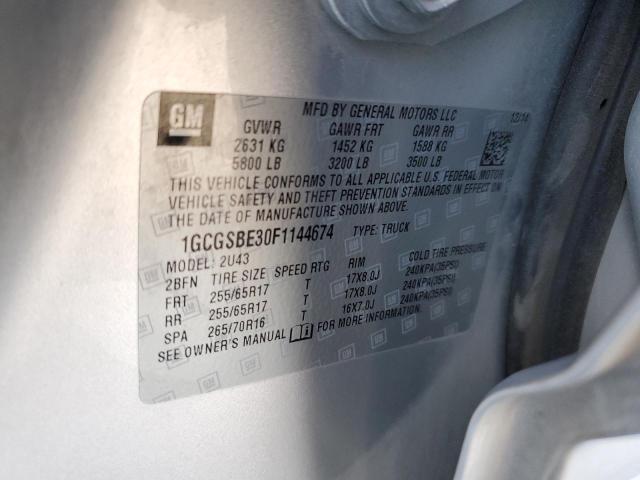 GM
MFD BY GENERAL MOTORS LLC 12/14
GVWR GAWR FRT GAWR RR
2631 KG 1452 KG 1588 KG
5800 LB 3200 LB 3500 LB
THIS VEHICLE CONFORMS TO ALL APPLICABLE U.S. FEDERAL MOTOR
VEHICLE SAFETY AND THEFT PREVENTION STANDARDS IN EFFECT ON
THE DATE OF MANUFACTURE SHOWN ABOVE.
1GCGSBE30F1144674 TYPE: TRUCK
MODEL: 2U43
2BFN TIRE SIZE SPEED RTG RIM COLD TIRE PRESSURE
FRT 255/65R17 T 17X8.0J 240KPA(35PSI)
RR 255/65R17 T 17X8.0J 240KPA(35PSI)
SPA 265/70R16 T 16X7.0J 240KPA(35PSI)
SEE OWNER'S MANUAL FOR MORE INFORMATION.